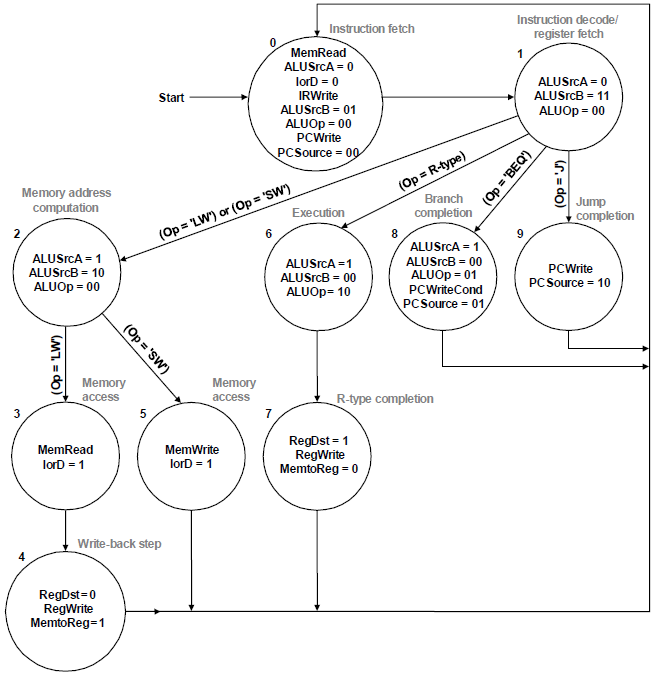 Instruction fetch
0
MemRead
ALUSrcA = 0
IorD = 0
IRWrite
ALUSrcB = 01
ALUOp = 00
PCWrite
PCSource = 00
Start
Instruction decode/
register fetch
1
ALUSrcA = 0
ALUSrcB = 11
ALUOp = 00
(Op = 'LW') or (Op = 'SW')
(Op = R-type)
(Op = 'BEQ')
(Op = 'J')
Memory address
computation
2
ALUSrcA = 1
ALUSrcB = 10
ALUOp = 00
Execution
6
ALUSrcA =1
ALUSrcB = 00
ALUOp= 10
Branch
completion
8
ALUSrcA = 1
ALUSrcB = 00
ALUOp = 01
PCWriteCond
PCSource = 01
Jump
completion
9
PCWrite
PCSource = 10
(Op = 'LW')
(Op = 'SW')
Memory
access
3
MemRead
IorD = 1
Memory
access
5
MemWrite
IorD = 1
R-type completion
7
RegDst = 1
RegWrite
MemtoReg = 0
Write-back step
4
RegDst= 0
RegWrite
MemtoReg=1